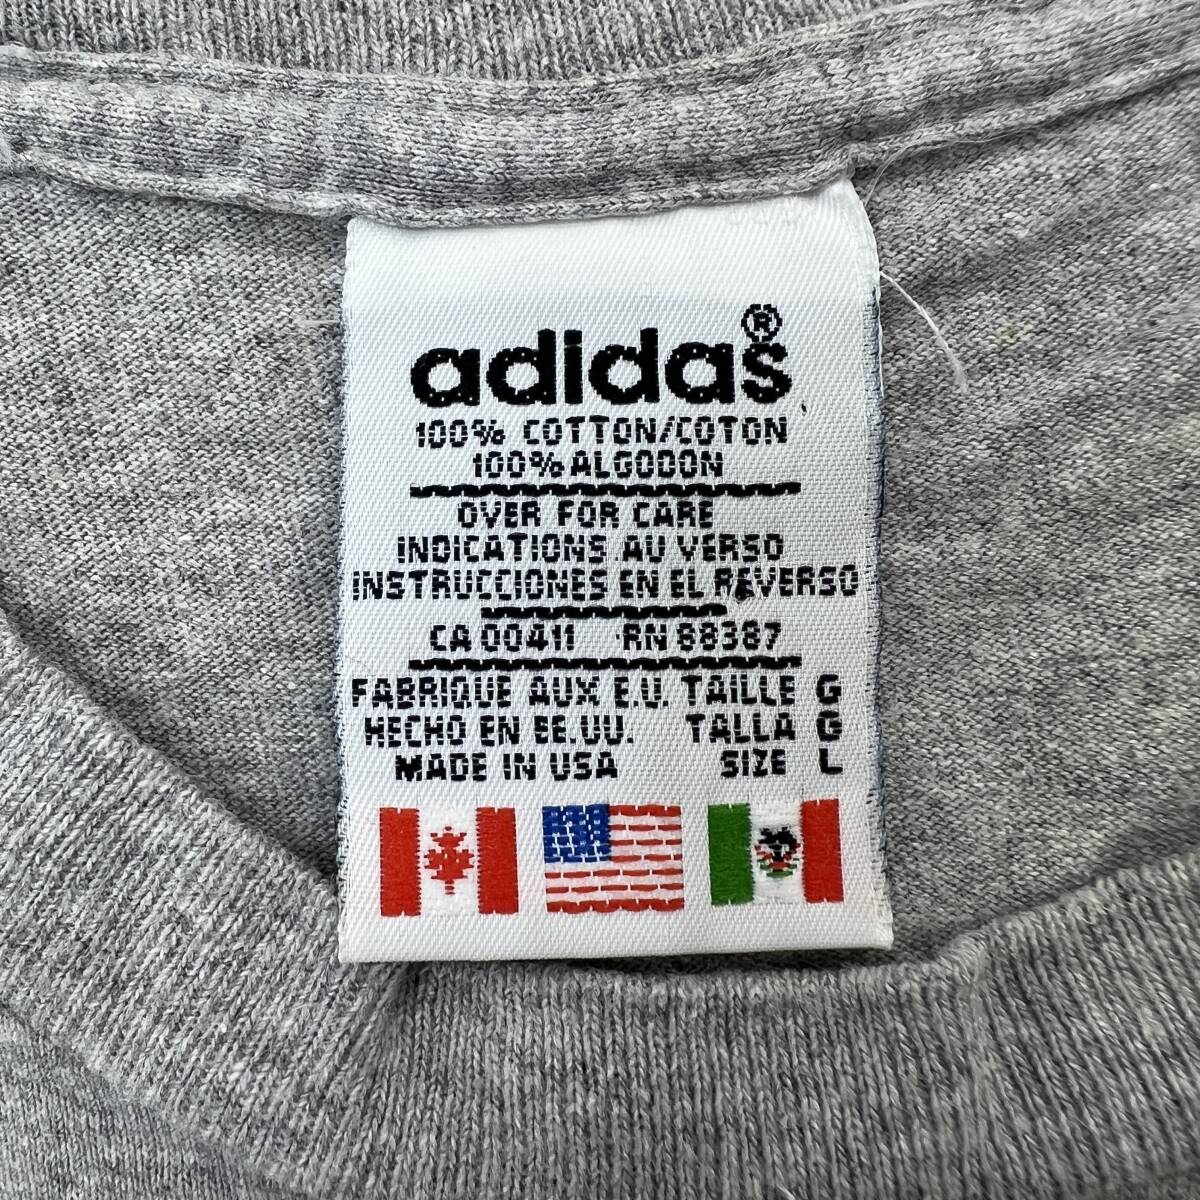 adidas®
100% COTTON/COTON
100% ALGODON
OVER FOR CARE
INDICATIONS AU VERSO
INSTRUCCIONES EN EL REVERSO
CA 00411 RN 88387
FABRIQUE AUX E.U. TAILLE G
HECHO EN EE.UU. TALLA G
MADE IN USA SIZE L